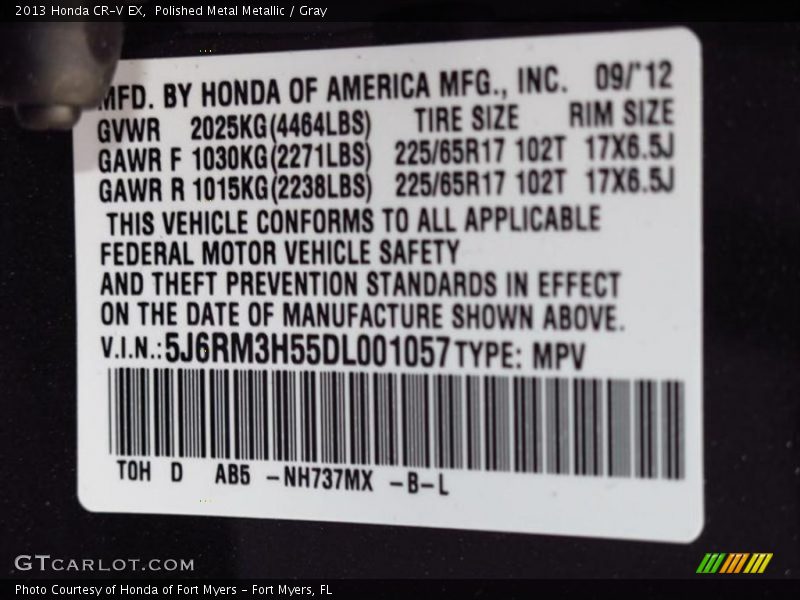 2013 Honda CR-V EX, Polished Metal Metallic / Gray
MFD. BY HONDA OF AMERICA MFG., INC. 09/'12
GVWR 2025KG(4464LBS) TIRE SIZE RIM SIZE
GAWR F 1030KG(2271LBS) 225/65R17 102T 17X6.5J
GAWR R 1015KG(2238LBS) 225/65R17 102T 17X6.5J
THIS VEHICLE CONFORMS TO ALL APPLICABLE
FEDERAL MOTOR VEHICLE SAFETY
AND THEFT PREVENTION STANDARDS IN EFFECT
ON THE DATE OF MANUFACTURE SHOWN ABOVE.
V.I.N.:5J6RM3H55DL001057 TYPE: MPV
TOH D AB5 -NH737MX -B-L
GTCARLOT.COM
Photo Courtesy of Honda of Fort Myers - Fort Myers, FL